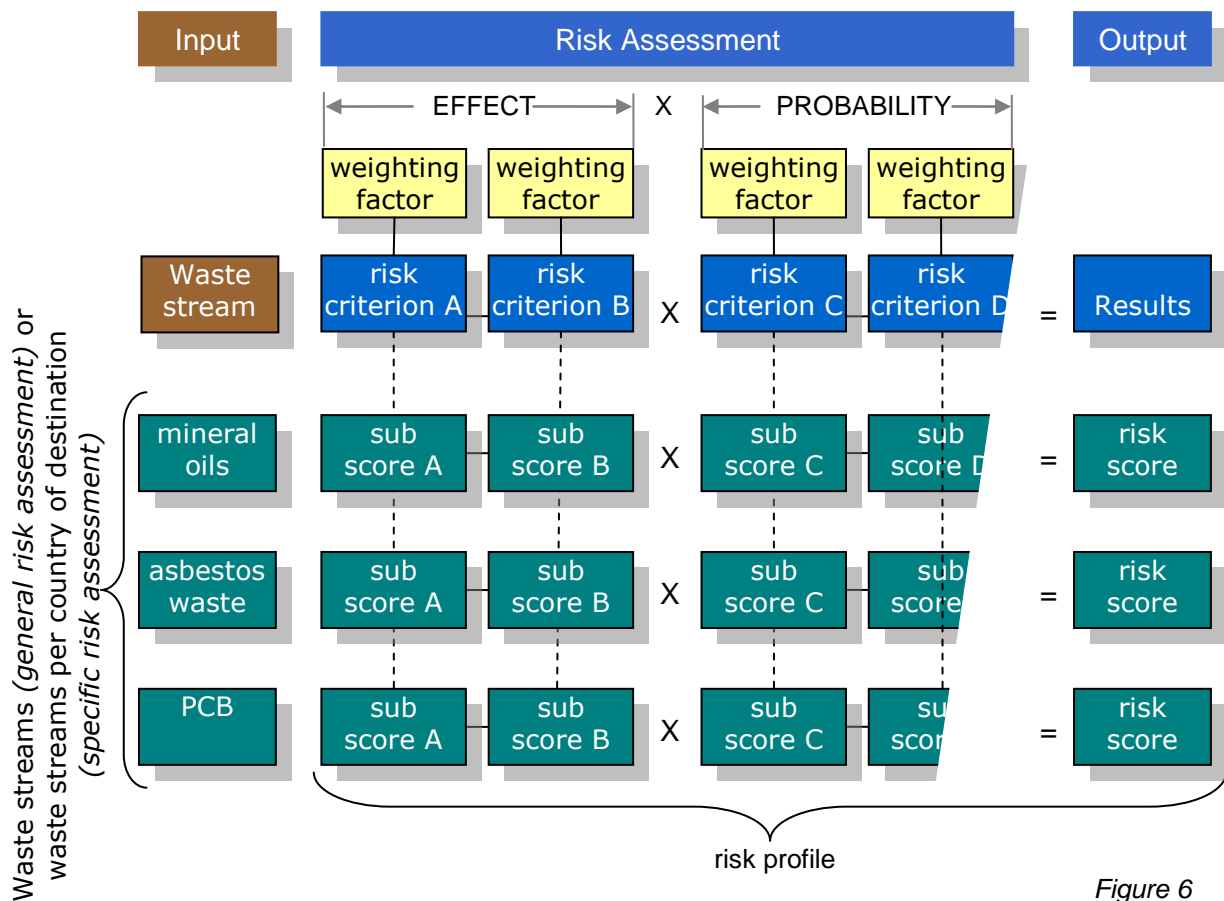 Input
Risk Assessment
Output
EFFECT
X
PROBABILITY
weighting
factor
weighting
factor
weighting
factor
weighting
factor
Waste
stream
risk
criterion A
risk
criterion B
X
risk
criterion C
risk
criterion D
=
Results
Waste streams (general risk assessment) or
waste streams per country of destination
(specific risk assessment)
mineral
oils
sub
score A
sub
score B
X
sub
score C
sub
score D
=
risk
score
asbestos
waste
sub
score A
sub
score B
X
sub
score C
sub
score
=
risk
score
PCB
sub
score A
sub
score B
X
sub
score C
=
risk
score
risk profile
Figure 6